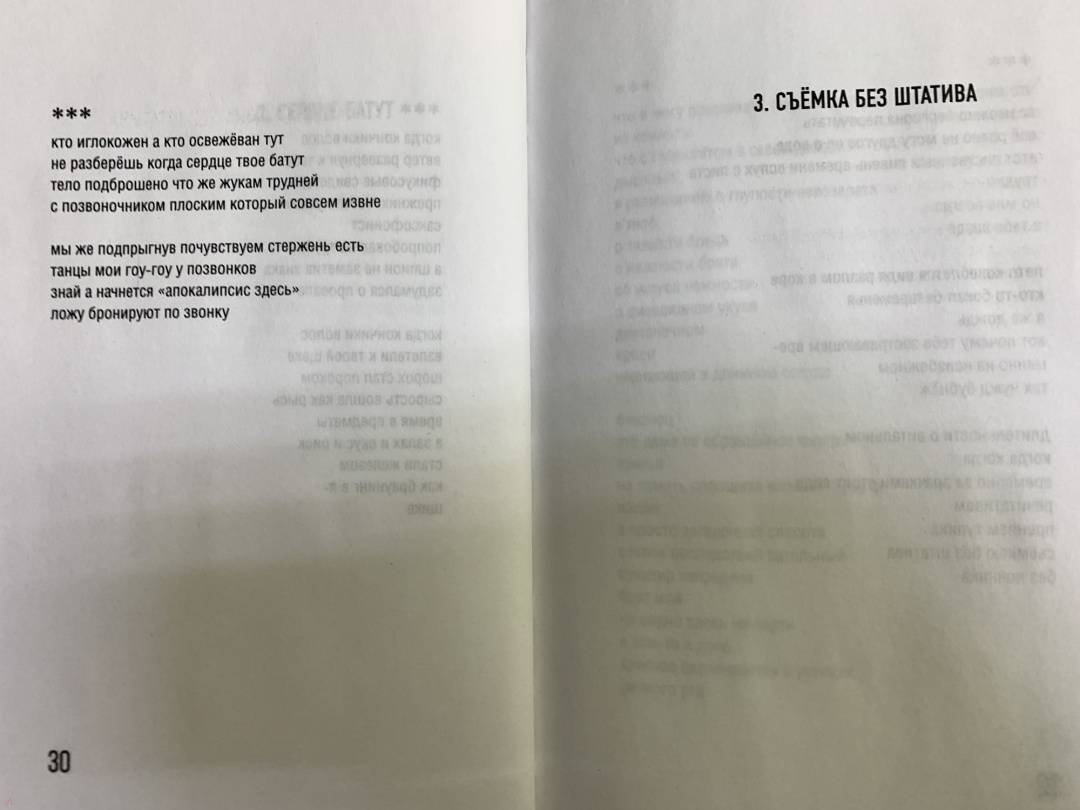 ***
кто иглокожен а кто освежёван тут
не разберёшь когда сердце твое батут
тело подброшено что же жукам трудней
с позвоночником плоским который совсем извне
мы же подпрыгнув почувствуем стержень есть
танцы мои гоу-гоу у позвонков
знай а начнется «апокалипсис здесь»
ложу бронируют по звонку
30
3. СЪЁМКА БЕЗ ШТАТИВА